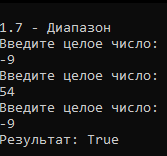 1.7 - Диапазон
Введите целое число:
-9
Введите целое число:
54
Введите целое число:
-9
Результат: True